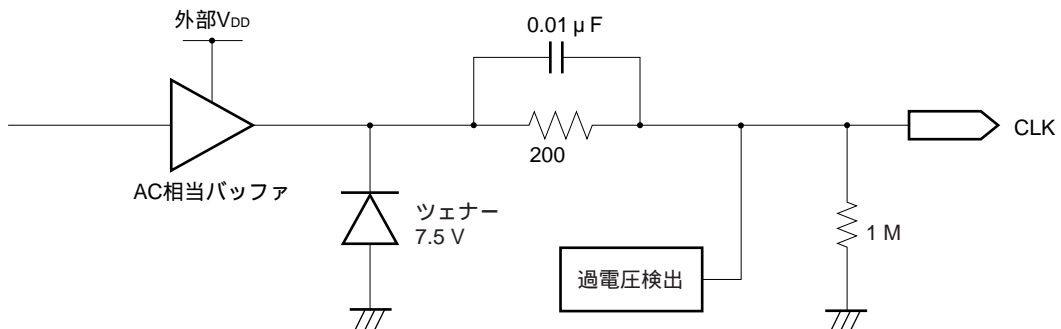 外部VDD
0.01 μ F
CLK
200
AC相当バッファ
ツェナー
7.5 V
1 M
過電圧検出